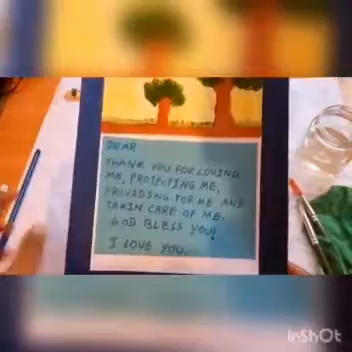 DEAR
THANK YOU FOR LOVING
ME, PROTECTING ME,
PROVIDING FOR ME AND
TAKIN CARE OF ME.
GOD BLESS YOU!
I LOVE YOU.
InShOt